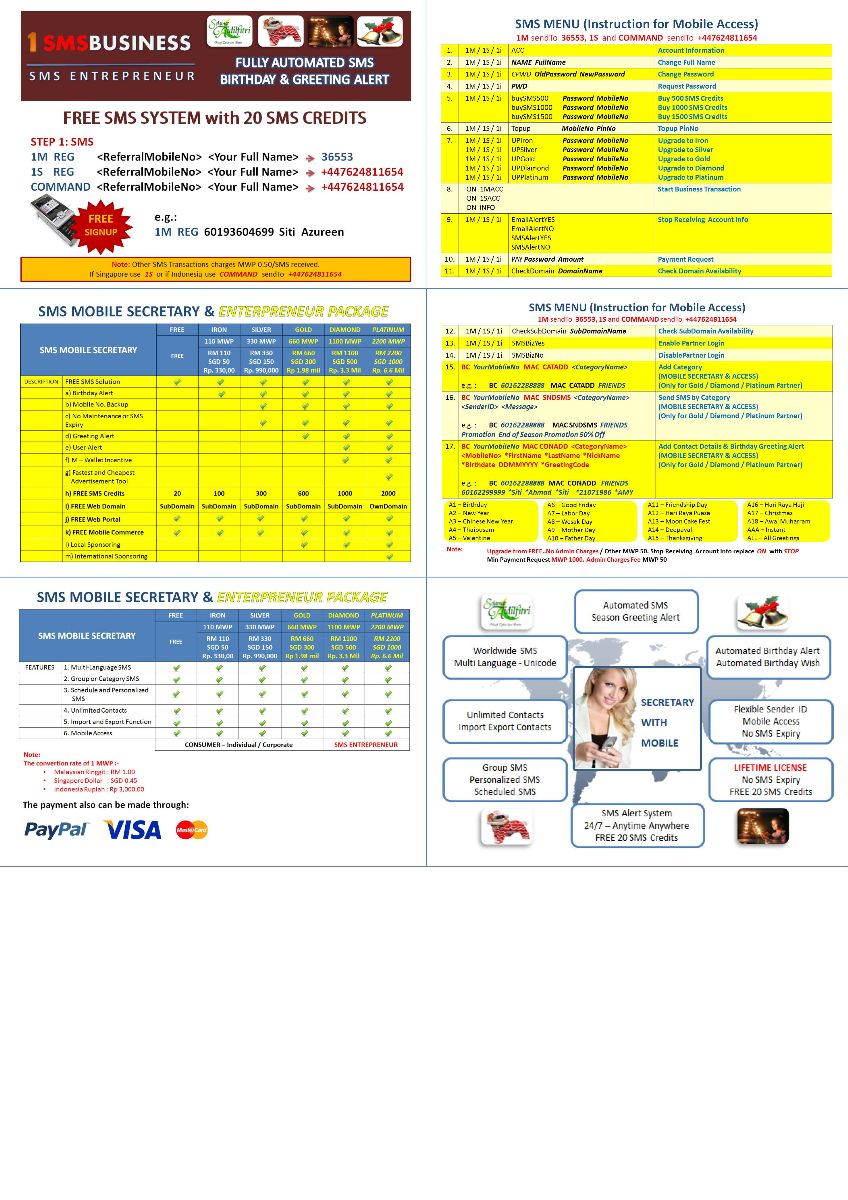 1 SMSBUSINESS
SMS ENTREPRENEUR
FULLY AUTOMATED SMS
BIRTHDAY & GREETING ALERT
FREE SMS SYSTEM with 20 SMS CREDITS
STEP 1: SMS
1M REG <ReferralMobileNo> <Your Full Name> → 36553
1S REG <ReferralMobileNo> <Your Full Name> → +447624811654
COMMAND <ReferralMobileNo> <Your Full Name> → +447624811654
FREE
SIGNUP
e.g.:
1M REG 60193604699 Siti Azureen
Note: Other SMS Transactions charges MWP 0.50/SMS received.
If Singapore use 1S or if Indonesia use COMMAND sendTo +447624811654
SMS MENU (Instruction for Mobile Access)
1M sendTo 36553, 1S and COMMAND sendTo +447624811654
1. 1M / 1S / 1i ACC Account Information
2. 1M / 1S / 1i NAME FullName Change Full Name
3. 1M / 1S / 1i CPWD OldPassword NewPassword Change Password
4. 1M / 1S / 1i PWD Request Password
5. 1M / 1S / 1i buySMS500 Password MobileNo Buy 500 SMS Credits
buySMS1000 Password MobileNo Buy 1000 SMS Credits
buySMS1500 Password MobileNo Buy 1500 SMS Credits
6. 1M / 1S / 1i Topup MobileNo PinNo Topup PinNo
7. 1M / 1S / 1i UPIron Password MobileNo Upgrade to Iron
UPSilver Password MobileNo Upgrade to Silver
UPGold Password MobileNo Upgrade to Gold
UPDiamond Password MobileNo Upgrade to Diamond
UPPlatinum Password MobileNo Upgrade to Platinum
8. ON 1MACC Start Business Transaction
ON 1SACC
ON INFO
9. 1M / 1S / 1i EmailAlertYES Stop Receiving Account Info
EmailAlertNO
SMSAlertYES
SMSAlertNO
10. 1M / 1S / 1i PAY Password Amount Payment Request
11. 1M / 1S / 1i CheckDomain DomainName Check Domain Availability
SMS MOBILE SECRETARY & ENTERPRENEUR PACKAGE
SMS MOBILE SECRETARY FREE IRON SILVER GOLD DIAMOND PLATINUM
FREE 110 MWP 330 MWP 660 MWP 1100 MWP 2200 MWP
RM 110 RM 330 RM 660 RM 1100 RM 2200
SGD 50 SGD 150 SGD 300 SGD 500 SGD 1000
Rp. 330,00 Rp. 990,000 Rp 1.98 mil Rp. 3.3 Mil Rp. 6.6 Mil
DESCRIPTION FREE SMS Solution
a) Birthday Alert
b) Mobile No. Backup
c) No Maintenance or SMS
Expiry
d) Greeting Alert
e) User Alert
f) M – Wallet Incentive
g) Fastest and Cheapest
Advertisement Tool
h) FREE SMS Credits 20 100 300 600 1000 2000
i) FREE Web Domain SubDomain SubDomain SubDomain SubDomain SubDomain OwnDomain
j) FREE Web Portal
k) FREE Mobile Commerce
l) Local Sponsoring
m) International Sponsoring
SMS MENU (Instruction for Mobile Access)
1M sendTo 36553, 1S and COMMAND sendTo +447624811654
12. 1M / 1S / 1i CheckSubDomain SubDomainName Check SubDomain Availability
13. 1M / 1S / 1i SMSBizYes Enable Partner Login
14. 1M / 1S / 1i SMSBizNo DisablePartner Login
15. BC YourMobileNo MAC CATADD <CategoryName> Add Category
(MOBILE SECRETARY & ACCESS)
e.g.: BC 60162288888 MAC CATADD FRIENDS (Only for Gold / Diamond / Platinum Partner)
16. BC YourMobileNo MAC SNDSMS <CategoryName> Send SMS by Category
<SenderID> <Message> (MOBILE SECRETARY & ACCESS)
(Only for Gold / Diamond / Platinum Partner)
e.g.: BC 60162288888 MAC SNDSMS FRIENDS
Promotion End of Season Promotion 50% Off
17. BC YourMobileNo MAC CONADD <CategoryName> Add Contact Details & Birthday Greeting Alert
<MobileNo> *FirstName *LastName *NickName (MOBILE SECRETARY & ACCESS)
*Birthdate DDMMYYYY *GreetingCode (Only for Gold / Diamond / Platinum Partner)
e.g.: BC 60162288888 MAC CONADD FRIENDS
60162299999 *Siti *Ahmad *Siti *21071986 *AMY
A1 – Birthday A6 – Good Friday A11 – Friendship Day A16 – Hari Raya Haji
A2 – New Year A7 – Labor Day A12 – Hari Raya Puasa A17 – Christmas
A3 – Chinese New Year A8 – Wesak Day A13 – Moon Cake Fest. A18 – Awal Muharram
A4 – Thaipusam A9 – Mother Day A14 – Deepavali AAA – Instant
A5 – Valentine A10 – Father Day A15 – Thanksgiving ALL – All Greetings
Note: Upgrade from FREE..No Admin Charges / Other MWP 50. Stop Receiving Account Info replace ON with STOP
Min Payment Request MWP 1000. Admin Charges Fee MWP 50
SMS MOBILE SECRETARY & ENTERPRENEUR PACKAGE
SMS MOBILE SECRETARY FREE IRON SILVER GOLD DIAMOND PLATINUM
FREE 110 MWP 330 MWP 660 MWP 1100 MWP 2200 MWP
RM 110 RM 330 RM 660 RM 1100 RM 2200
SGD 50 SGD 150 SGD 300 SGD 500 SGD 1000
Rp. 330,00 Rp. 990,000 Rp 1.98 mil Rp. 3.3 Mil Rp. 6.6 Mil
FEATURES 1. Multi-Language SMS
2. Group or Category SMS
3. Schedule and Personalized
SMS
4. Unlimited Contacts
5. Import and Export Function
6. Mobile Access
CONSUMER – Individual / Corporate SMS ENTREPRENEUR
Note:
The convertion rate of 1 MWP :-
• Malaysian Ringgit : RM 1.00
• Singapore Dollar : SGD 0.45
• Indonesia Rupiah : Rp 3,000.00
The payment also can be made through:
PayPal VISA MasterCard
Automated SMS
Season Greeting Alert
Worldwide SMS
Multi Language - Unicode
Automated Birthday Alert
Automated Birthday Wish
SECRETARY
WITH
MOBILE
Unlimited Contacts
Import Export Contacts
Flexible Sender ID
Mobile Access
No SMS Expiry
Group SMS
Personalized SMS
Scheduled SMS
LIFETIME LICENSE
No SMS Expiry
FREE 20 SMS Credits
SMS Alert System
24/7 – Anytime Anywhere
FREE 20 SMS Credits